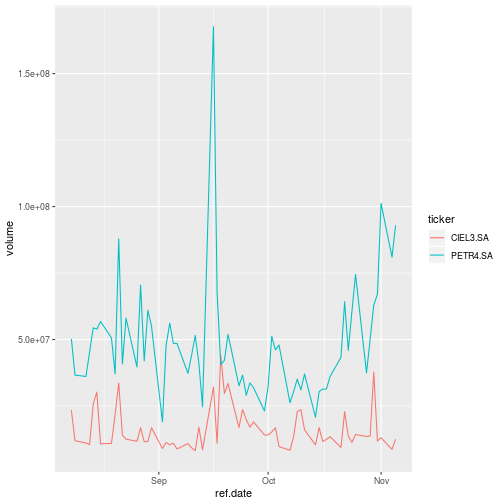 1.5e+08
1.0e+08
5.0e+07
volume
Sep
Oct
Nov
ref.date
ticker
CIEL3.SA
PETR4.SA